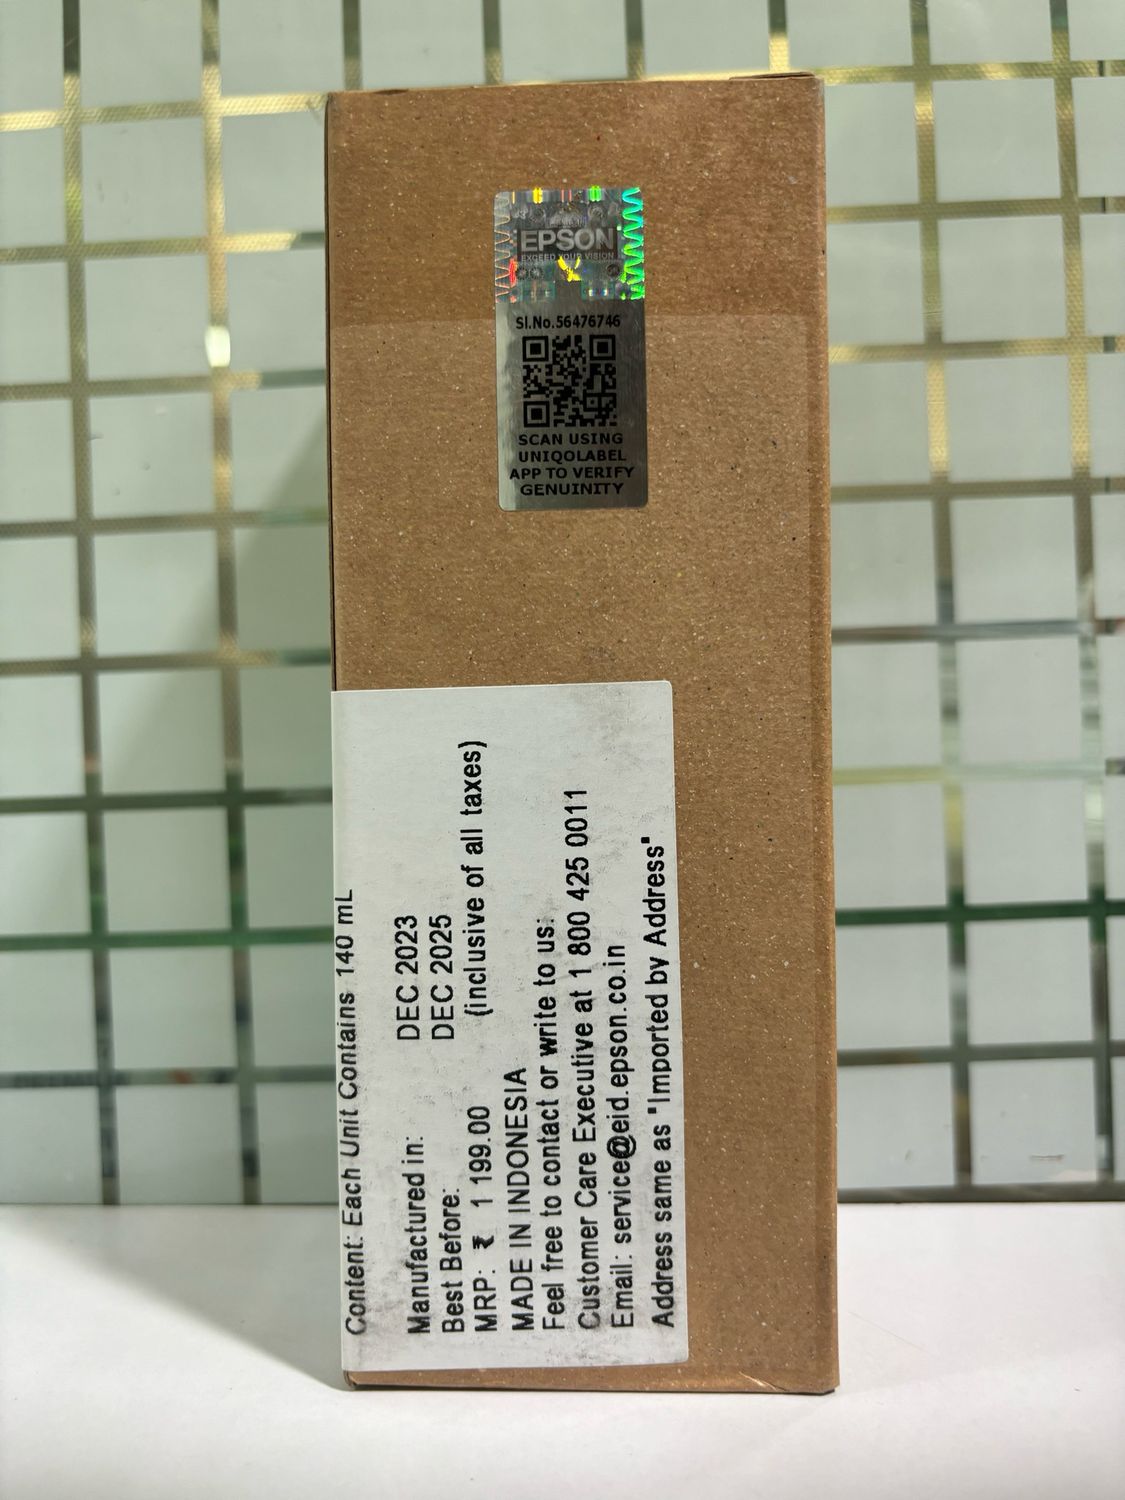 EPSON
EXCEED YOUR VISION
Sl.No.56476746
SCAN USING
UNIQOLABEL
APP TO VERIFY
GENUINITY
Content: Each Unit Contains 140 mL
Manufactured in: DEC 2023
Best Before: DEC 2025
MRP: ₹ 1 199.00 (inclusive of all taxes)
MADE IN INDONESIA
Feel free to contact or write to us:
Customer Care Executive at 1 800 425 0011
Email: service@eid.epson.co.in
Address same as "Imported by Address"